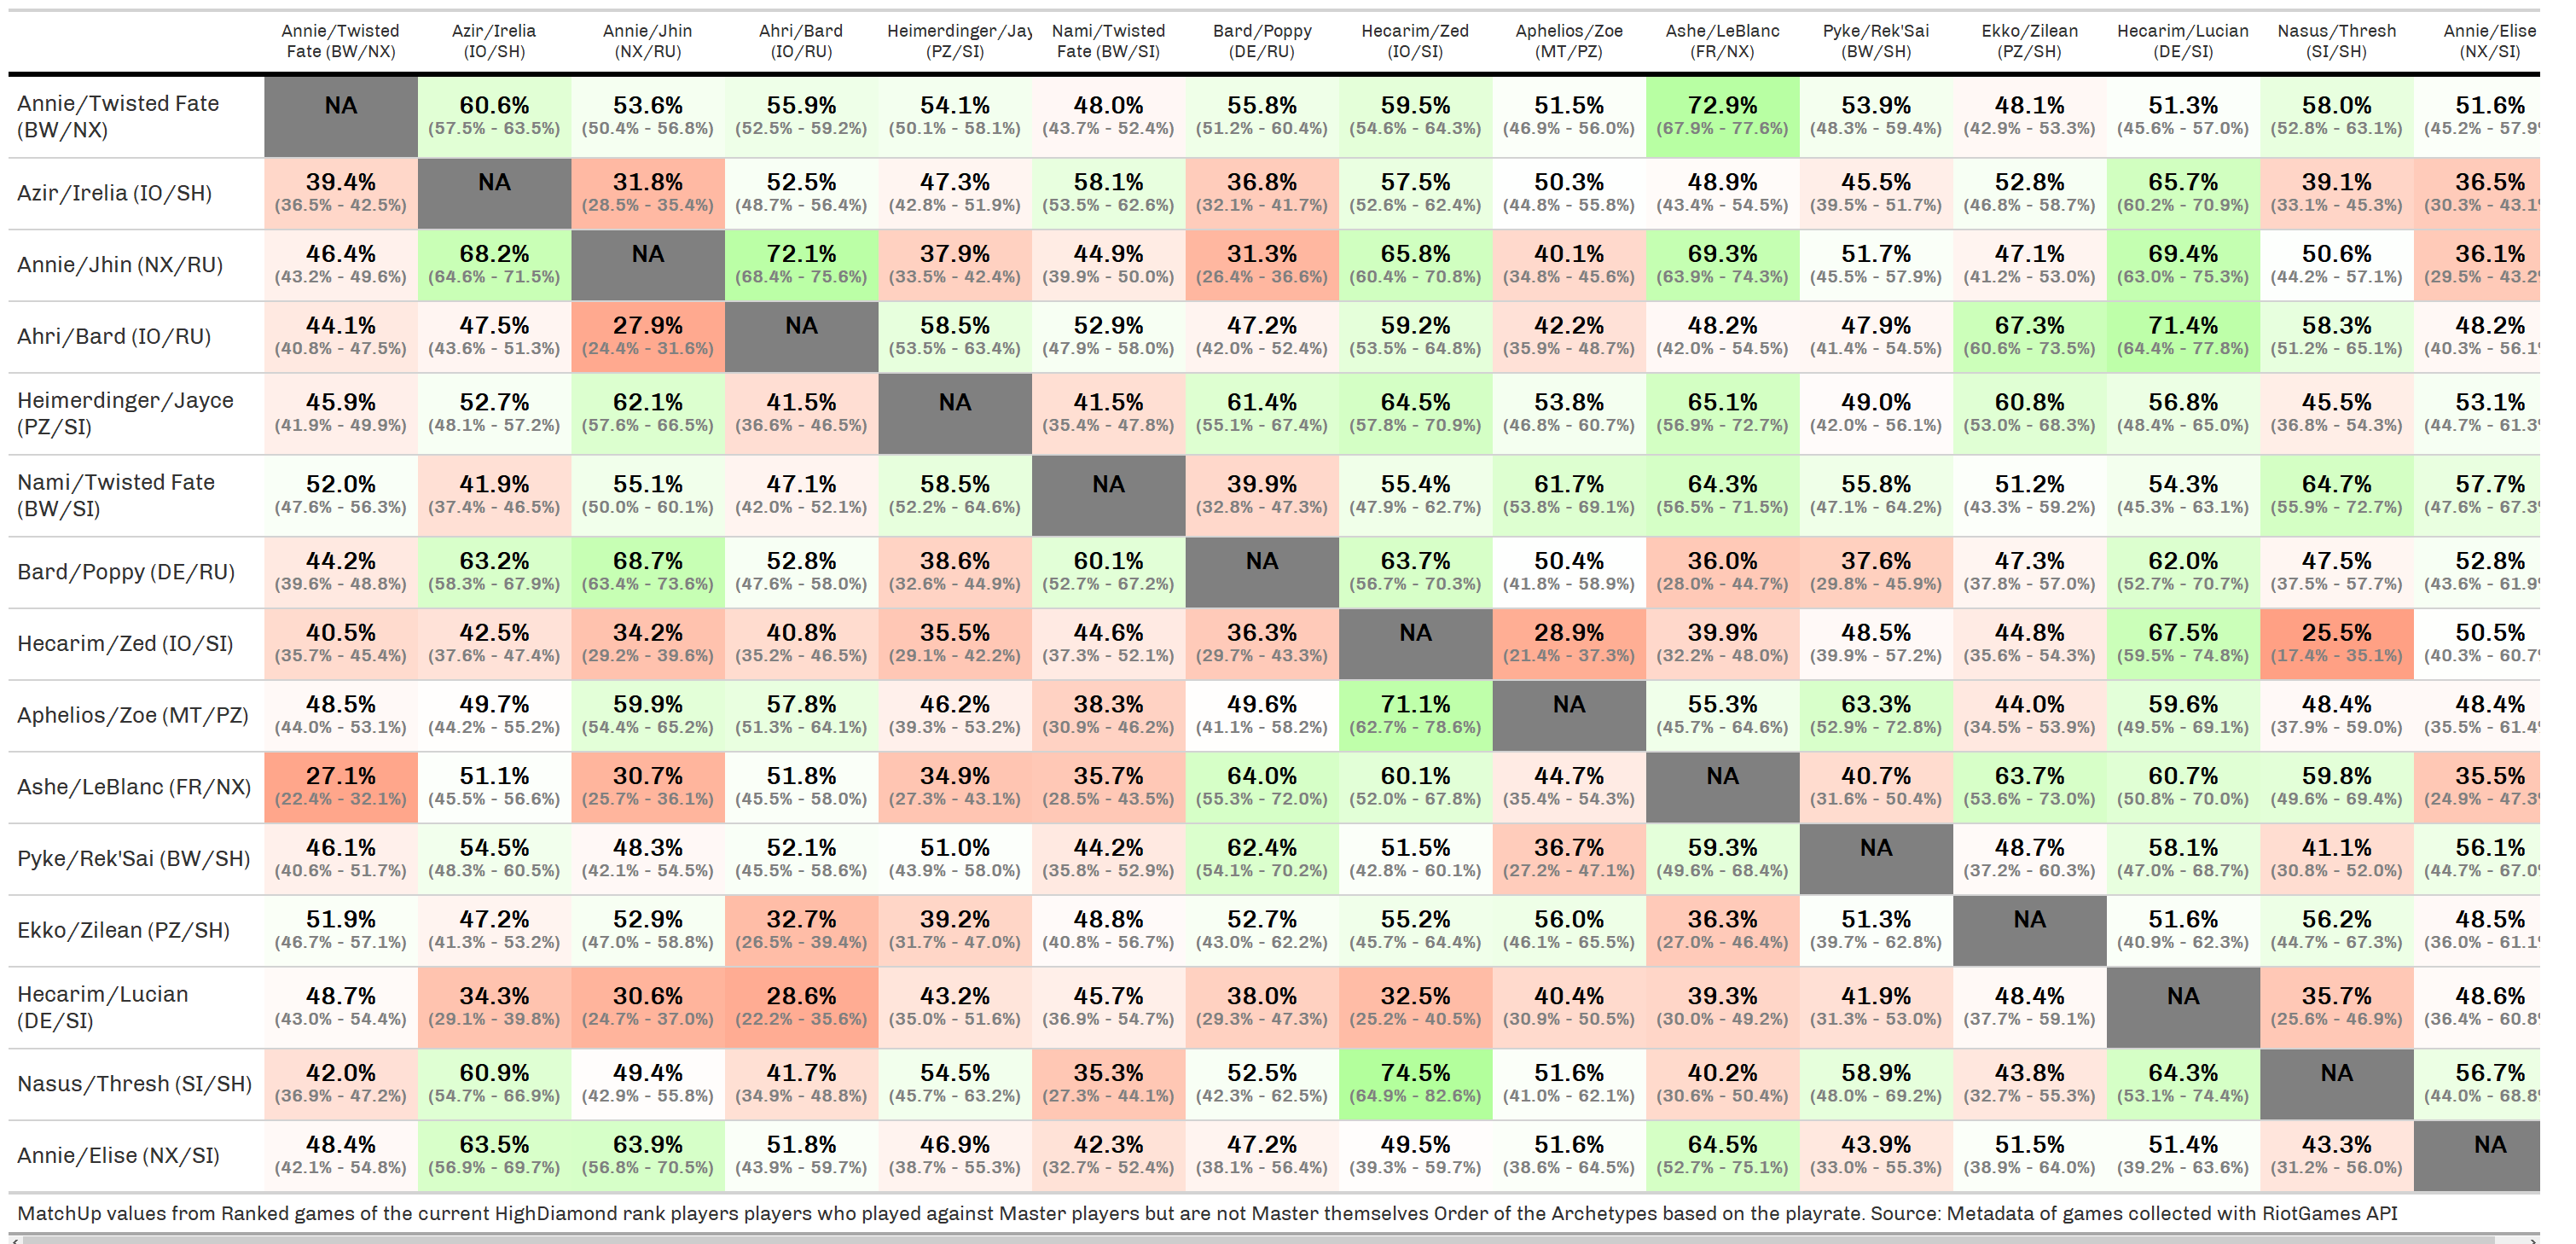 Annie/Twisted Fate (BW/NX) Azir/Irelia (IO/SH) Annie/Jhin (NX/RU) Ahri/Bard (IO/RU) Heimerdinger/Jay (PZ/SI) Nami/Twisted Fate (BW/SI) Bard/Poppy (DE/RU) Hecarim/Zed (IO/SI) Aphelios/Zoe (MT/PZ) Ashe/LeBlanc (FR/NX) Pyke/Rek'Sai (BW/SH) Ekko/Zilean (PZ/SH) Hecarim/Lucian (DE/SI) Nasus/Thresh (SI/SH) Annie/Elise (NX/SI)
Annie/Twisted Fate (BW/NX) NA 60.6% 53.6% 55.9% 54.1% 48.0% 55.8% 59.5% 51.5% 72.9% 53.9% 48.1% 51.3% 58.0% 51.6%
(57.5% - 63.5%) (50.4% - 56.8%) (52.5% - 59.2%) (50.1% - 58.1%) (43.7% - 52.4%) (51.2% - 60.4%) (54.6% - 64.3%) (46.9% - 56.0%) (67.9% - 77.6%) (48.3% - 59.4%) (42.9% - 53.3%) (45.6% - 57.0%) (52.8% - 63.1%) (45.2% - 57.9%
Azir/Irelia (IO/SH) 39.4% NA 31.8% 52.5% 47.3% 58.1% 36.8% 57.5% 50.3% 48.9% 45.5% 52.8% 65.7% 39.1% 36.5%
(36.5% - 42.5%) (28.5% - 35.4%) (48.7% - 56.4%) (42.8% - 51.9%) (53.5% - 62.6%) (32.1% - 41.7%) (52.6% - 62.4%) (44.8% - 55.8%) (43.4% - 54.5%) (39.5% - 51.7%) (46.8% - 58.7%) (60.2% - 70.9%) (33.1% - 45.3%) (30.3% - 43.1%
Annie/Jhin (NX/RU) 46.4% 68.2% NA 72.1% 37.9% 44.9% 31.3% 65.8% 40.1% 69.3% 51.7% 47.1% 69.4% 50.6% 36.1%
(43.2% - 49.6%) (64.6% - 71.5%) (68.4% - 75.6%) (33.5% - 42.4%) (39.9% - 50.0%) (26.4% - 36.6%) (60.4% - 70.8%) (34.8% - 45.6%) (63.9% - 74.3%) (45.5% - 57.9%) (41.2% - 53.0%) (63.0% - 75.3%) (44.2% - 57.1%) (29.5% - 43.2%
Ahri/Bard (IO/RU) 44.1% 47.5% 27.9% NA 58.5% 52.9% 47.2% 59.2% 42.2% 48.2% 47.9% 67.3% 71.4% 58.3% 48.2%
(40.8% - 47.5%) (43.6% - 51.3%) (24.4% - 31.6%) (53.5% - 63.4%) (47.9% - 58.0%) (42.0% - 52.4%) (53.5% - 64.8%) (35.9% - 48.7%) (42.0% - 54.5%) (41.4% - 54.5%) (60.6% - 73.5%) (64.4% - 77.8%) (51.2% - 65.1%) (40.3% - 56.1%
Heimerdinger/Jayce (PZ/SI) 45.9% 52.7% 62.1% 41.5% NA 41.5% 61.4% 64.5% 53.8% 65.1% 49.0% 60.8% 56.8% 45.5% 53.1%
(41.9% - 49.9%) (48.1% - 57.2%) (57.6% - 66.5%) (36.6% - 46.5%) (35.4% - 47.8%) (55.1% - 67.4%) (57.8% - 70.9%) (46.8% - 60.7%) (56.9% - 72.7%) (42.0% - 56.1%) (53.0% - 68.3%) (48.4% - 65.0%) (36.8% - 54.3%) (44.7% - 61.3%
Nami/Twisted Fate (BW/SI) 52.0% 41.9% 55.1% 47.1% 58.5% NA 39.9% 55.4% 61.7% 64.3% 55.8% 51.2% 54.3% 64.7% 57.7%
(47.6% - 56.3%) (37.4% - 46.5%) (50.0% - 60.1%) (42.0% - 52.1%) (52.2% - 64.6%) (32.8% - 47.3%) (47.9% - 62.7%) (53.8% - 69.1%) (56.5% - 71.5%) (47.1% - 64.2%) (43.3% - 59.2%) (45.3% - 63.1%) (55.9% - 72.7%) (47.6% - 67.3%
Bard/Poppy (DE/RU) 44.2% 63.2% 68.7% 52.8% 38.6% 60.1% NA 63.7% 50.4% 36.0% 37.6% 47.3% 62.0% 47.5% 52.8%
(39.6% - 48.8%) (58.3% - 67.9%) (63.4% - 73.6%) (47.6% - 58.0%) (32.6% - 44.9%) (52.7% - 67.2%) (56.7% - 70.3%) (41.8% - 58.9%) (28.0% - 44.7%) (29.8% - 45.9%) (37.8% - 57.0%) (52.7% - 70.7%) (37.5% - 57.7%) (43.6% - 61.9%
Hecarim/Zed (IO/SI) 40.5% 42.5% 34.2% 40.8% 35.5% 44.6% 36.3% NA 28.9% 39.9% 48.5% 44.8% 67.5% 25.5% 50.5%
(35.7% - 45.4%) (37.6% - 47.4%) (29.2% - 39.6%) (35.2% - 46.5%) (29.1% - 42.2%) (37.3% - 52.1%) (29.7% - 43.3%) (21.4% - 37.3%) (32.2% - 48.0%) (39.9% - 57.2%) (35.6% - 54.3%) (59.5% - 74.8%) (17.4% - 35.1%) (40.3% - 60.7%
Aphelios/Zoe (MT/PZ) 48.5% 49.7% 59.9% 57.8% 46.2% 38.3% 49.6% 71.1% NA 55.3% 63.3% 44.0% 59.6% 48.4% 48.4%
(44.0% - 53.1%) (44.2% - 55.2%) (54.4% - 65.2%) (51.3% - 64.1%) (39.3% - 53.2%) (30.9% - 46.2%) (41.1% - 58.2%) (62.7% - 78.6%) (45.7% - 64.6%) (52.9% - 72.8%) (34.5% - 53.9%) (49.5% - 69.1%) (37.9% - 59.0%) (35.5% - 61.4%
Ashe/LeBlanc (FR/NX) 27.1% 51.1% 30.7% 51.8% 34.9% 35.7% 64.0% 60.1% 44.7% NA 40.7% 63.7% 60.7% 59.8% 35.5%
(22.4% - 32.1%) (45.5% - 56.6%) (25.7% - 36.1%) (45.5% - 58.0%) (27.3% - 43.1%) (28.5% - 43.5%) (55.3% - 72.0%) (52.0% - 67.8%) (35.4% - 54.3%) (31.6% - 50.4%) (53.6% - 73.0%) (50.8% - 70.0%) (49.6% - 69.4%) (24.9% - 47.3%
Pyke/Rek'Sai (BW/SH) 46.1% 54.5% 48.3% 52.1% 51.0% 44.2% 62.4% 51.5% 36.7% 59.3% NA 48.7% 58.1% 41.1% 56.1%
(40.6% - 51.7%) (48.3% - 60.5%) (42.1% - 54.5%) (45.5% - 58.6%) (43.9% - 58.0%) (35.8% - 52.9%) (54.1% - 70.2%) (42.8% - 60.1%) (27.2% - 47.1%) (49.6% - 68.4%) (37.2% - 60.3%) (47.0% - 68.7%) (30.8% - 52.0%) (44.7% - 67.0%
Ekko/Zilean (PZ/SH) 51.9% 47.2% 52.9% 32.7% 39.2% 48.8% 52.7% 55.2% 56.0% 36.3% 51.3% NA 51.6% 56.2% 48.5%
(46.7% - 57.1%) (41.3% - 53.2%) (47.0% - 58.8%) (26.5% - 39.4%) (31.7% - 47.0%) (40.8% - 56.7%) (43.0% - 62.2%) (45.7% - 64.4%) (46.1% - 65.5%) (27.0% - 46.4%) (39.7% - 62.8%) (40.9% - 62.3%) (44.7% - 67.3%) (36.0% - 61.1%
Hecarim/Lucian (DE/SI) 48.7% 34.3% 30.6% 28.6% 43.2% 45.7% 38.0% 32.5% 40.4% 39.3% 41.9% 48.4% NA 35.7% 48.6%
(43.0% - 54.4%) (29.1% - 39.8%) (24.7% - 37.0%) (22.2% - 35.6%) (35.0% - 51.6%) (36.9% - 54.7%) (29.3% - 47.3%) (25.2% - 40.5%) (30.9% - 50.5%) (30.0% - 49.2%) (31.3% - 53.0%) (37.7% - 59.1%) (25.6% - 46.9%) (36.4% - 60.8%
Nasus/Thresh (SI/SH) 42.0% 60.9% 49.4% 41.7% 54.5% 35.3% 52.5% 74.5% 51.6% 40.2% 58.9% 43.8% 64.3% NA 56.7%
(36.9% - 47.2%) (54.7% - 66.9%) (42.9% - 55.8%) (34.9% - 48.8%) (45.7% - 63.2%) (27.3% - 44.1%) (42.3% - 62.5%) (64.9% - 82.6%) (41.0% - 62.1%) (30.6% - 50.4%) (48.0% - 69.2%) (32.7% - 55.3%) (53.1% - 74.4%) (44.0% - 68.8%
Annie/Elise (NX/SI) 48.4% 63.5% 63.9% 51.8% 46.9% 42.3% 47.2% 49.5% 51.6% 64.5% 43.9% 51.5% 51.4% 43.3% NA
(42.1% - 54.8%) (56.9% - 69.7%) (56.8% - 70.5%) (43.9% - 59.7%) (38.7% - 55.3%) (32.7% - 52.4%) (38.1% - 56.4%) (39.3% - 59.7%) (38.6% - 64.5%) (52.7% - 75.1%) (33.0% - 55.3%) (38.9% - 64.0%) (39.2% - 63.6%) (31.2% - 56.0%)
MatchUp values from Ranked games of the current HighDiamond rank players players who played against Master players but are not Master themselves Order of the Archetypes based on the playrate. Source: Metadata of games collected with RiotGames API